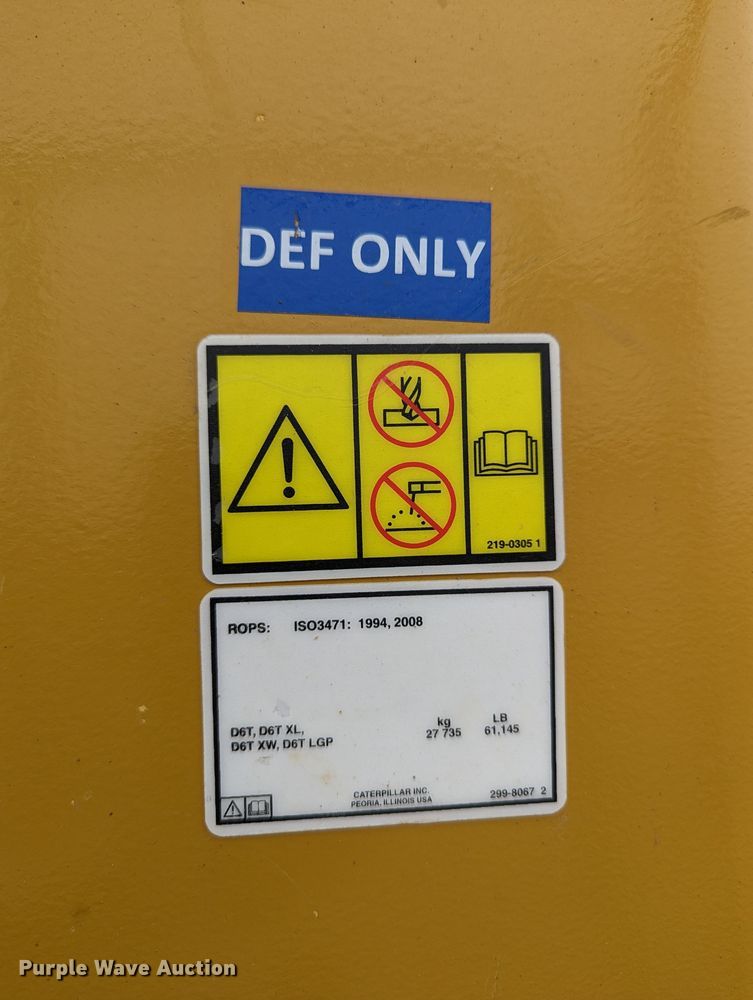 DEF ONLY
219-0305 1
ROPS: ISO3471: 1994, 2008
kg LB
D6T, D6T XL, 27 735 61,145
D6T XW, D6T LGP
CATERPILLAR INC.
PEORIA, ILLINOIS USA
299-8067 2
Purple Wave Auction